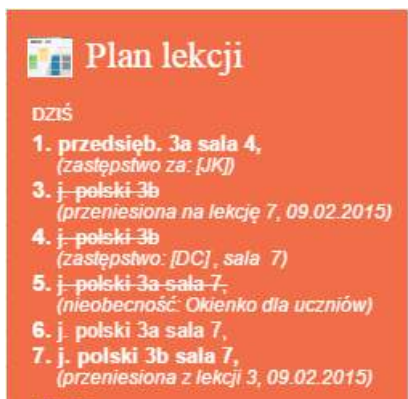 Plan lekcji
DZIŚ
1. przedsięb. 3a sala 4,
(zastępstwo za: [JK])
3. j. polski 3b
(przeniesiona na lekcję 7, 09.02.2015)
4. j. polski 3b
(zastępstwo: [DC] , sala 7)
5. j. polski 3a sala 7,
(nieobecność: Okienko dla uczniów)
6. j. polski 3a sala 7,
7. j. polski 3b sala 7,
(przeniesiona z lekcji 3, 09.02.2015)